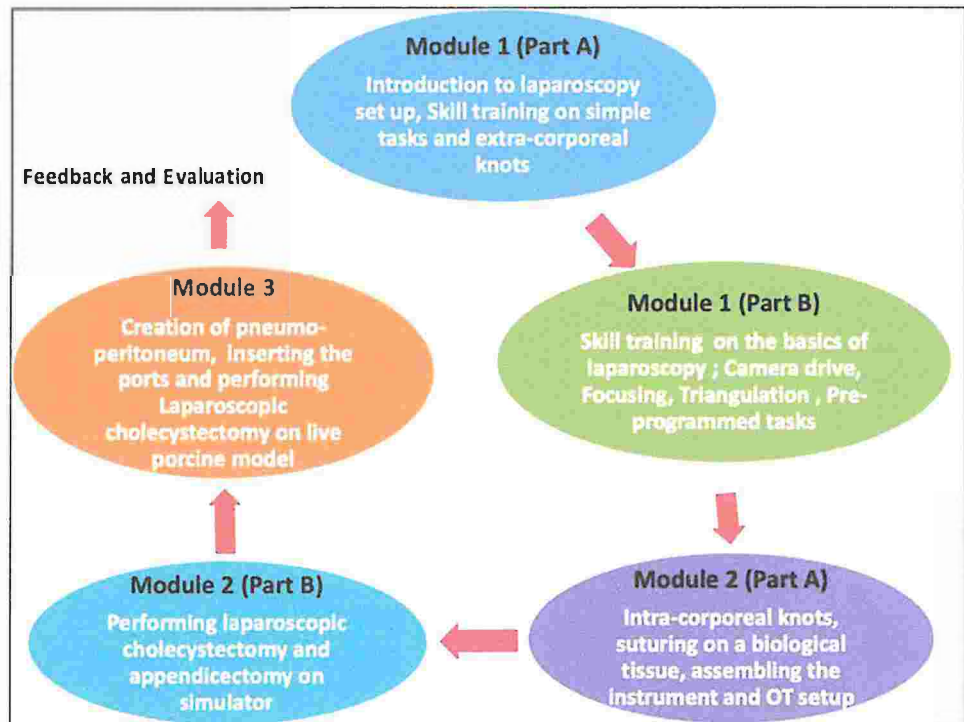 Module 1 (Part A)
Introduction to laparoscopy
set up, Skill training on simple
tasks and extra-corporeal
knots
Module 1 (Part B)
Skill training on the basics of
laparoscopy ; Camera drive,
Focusing, Triangulation , Pre-
programmed tasks
Module 2 (Part A)
Intra-corporeal knots,
suturing on a biological
tissue, assembling the
instrument and OT setup
Module 2 (Part B)
Performing laparoscopic
cholecystectomy and
appendicectomy on
simulator
Module 3
Creation of pneumo-
peritoneum, inserting the
ports and performing
Laparoscopic
cholecystectomy on live
porcine model
Feedback and Evaluation